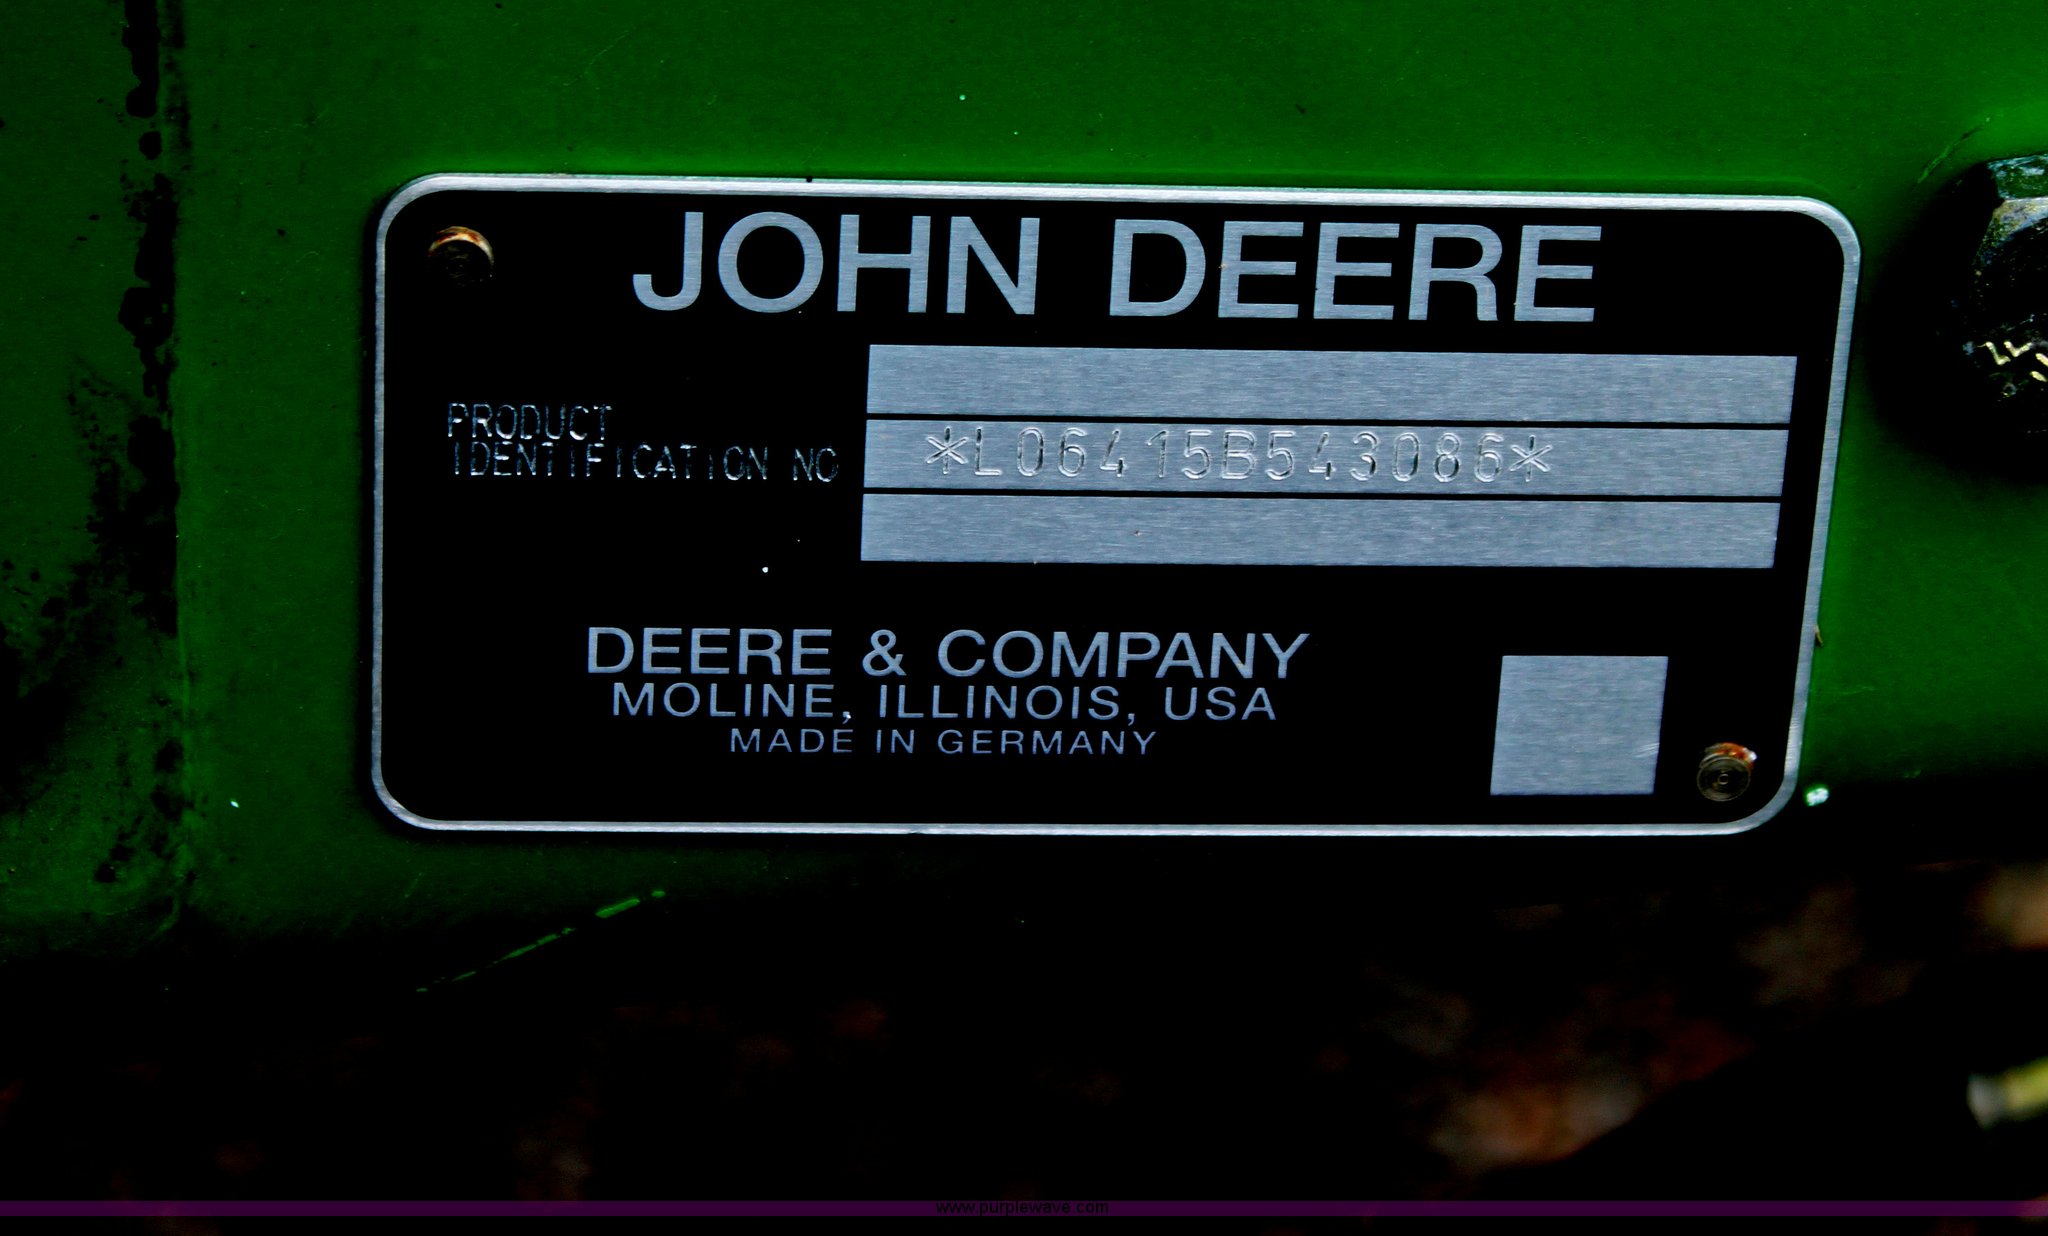 JOHN DEERE
PRODUCT
IDENTIFICATION NO
*L06415B543086*
DEERE & COMPANY
MOLINE, ILLINOIS, USA
MADE IN GERMANY
www.purplewave.com